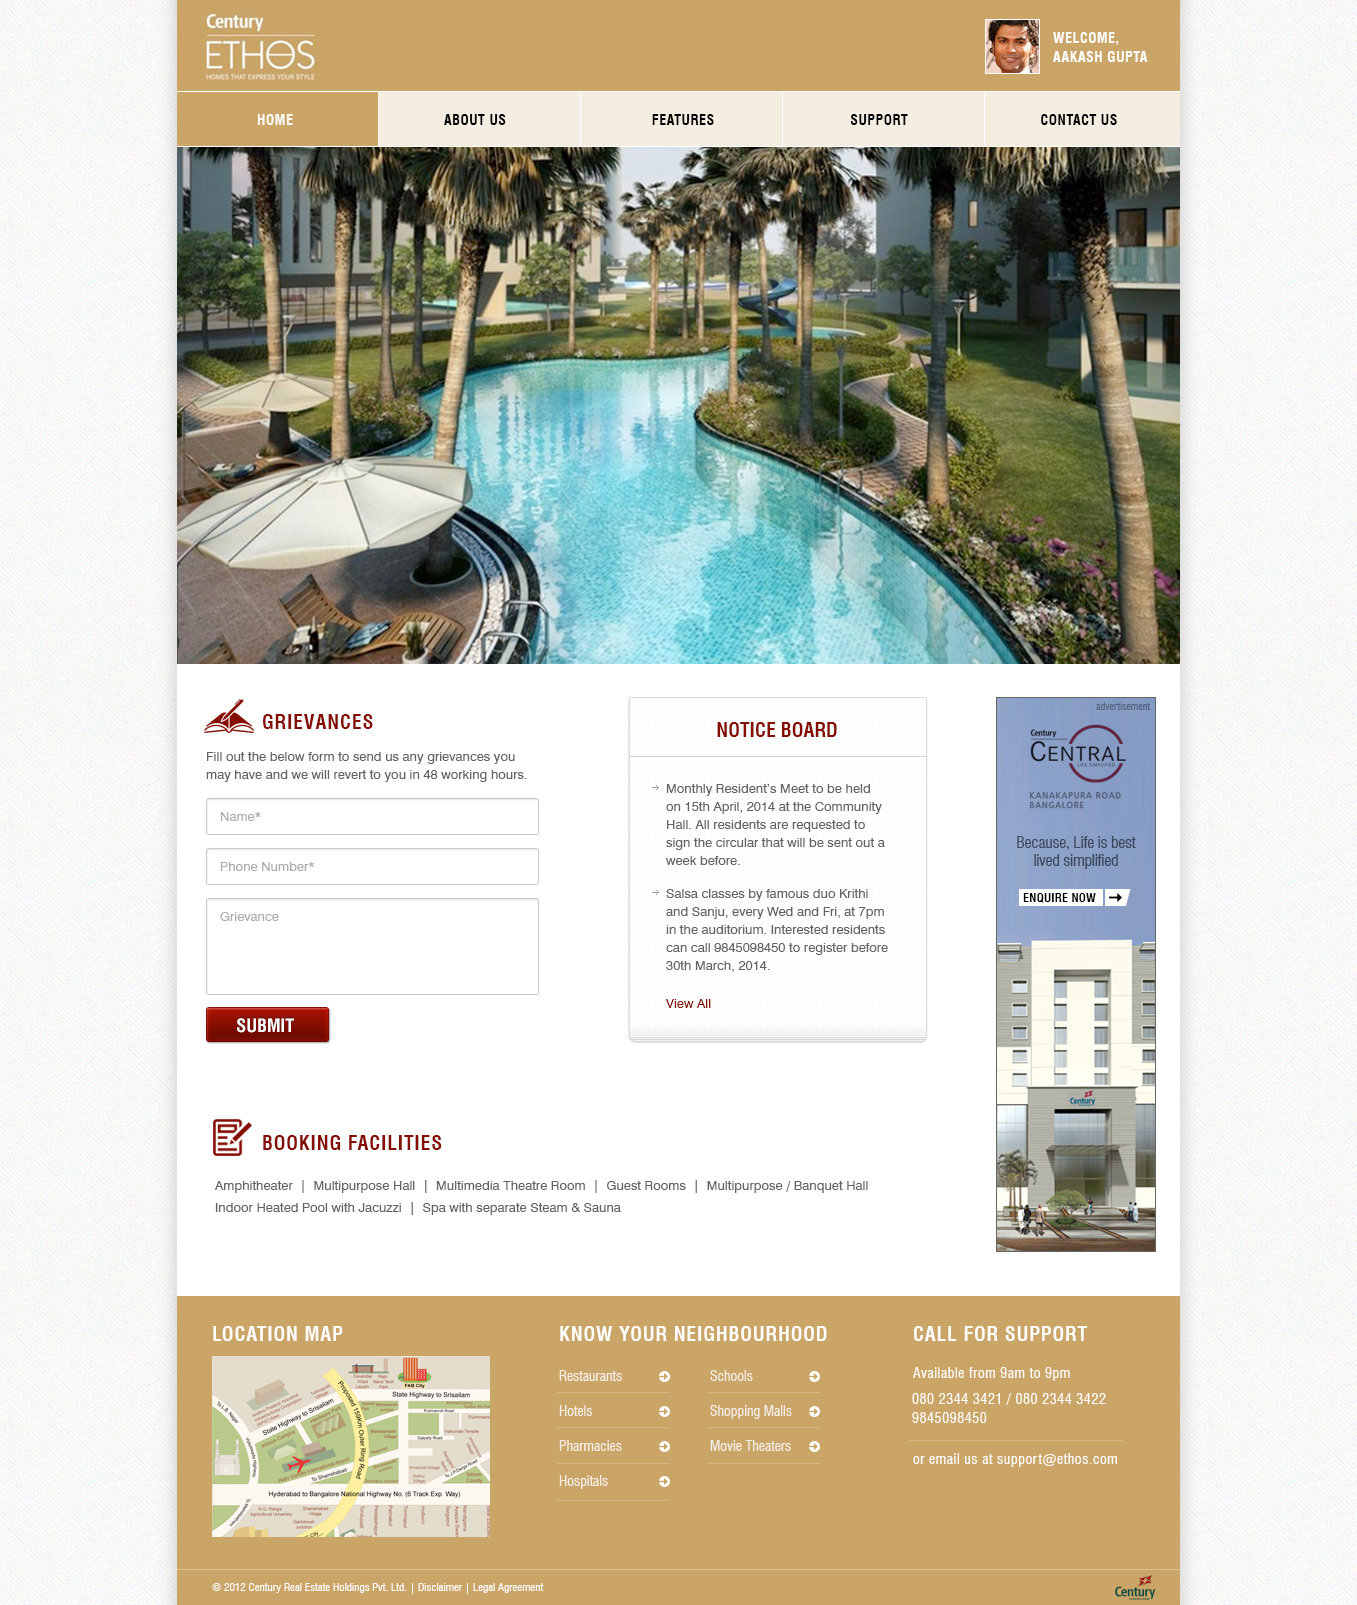 Century
ETHOS
HOMES THAT EXPRESS YOUR STYLE
WELCOME,
AAKASH GUPTA
HOME
ABOUT US
FEATURES
SUPPORT
CONTACT US
GRIEVANCES
Fill out the below form to send us any grievances you
may have and we will revert to you in 48 working hours.
Name*
Phone Number*
Grievance
SUBMIT
NOTICE BOARD
Monthly Resident's Meet to be held
on 15th April, 2014 at the Community
Hall. All residents are requested to
sign the circular that will be sent out a
week before.
Salsa classes by famous duo Krithi
and Sanju, every Wed and Fri, at 7pm
in the auditorium. Interested residents
can call 9845098450 to register before
30th March, 2014.
View All
advertisement
Century
CENTRAL
LIFE SIMPLIFIED
KANAKAPURA ROAD
BANGALORE
Because, Life is best
lived simplified
ENQUIRE NOW
Century
BOOKING FACILITIES
Amphitheater | Multipurpose Hall | Multimedia Theatre Room | Guest Rooms | Multipurpose / Banquet Hall
Indoor Heated Pool with Jacuzzi | Spa with separate Steam & Sauna
LOCATION MAP
FAB City
State Highway to Srisailam
State Highway to Srisailam
Proposed 159Km Outer Ring Road
To Shamshabad
Hyderabad to Bangalore National Highway No. (6 Track Exp. Way)
KNOW YOUR NEIGHBOURHOOD
Restaurants
Hotels
Pharmacies
Hospitals
Schools
Shopping Malls
Movie Theaters
CALL FOR SUPPORT
Available from 9am to 9pm
080 2344 3421 / 080 2344 3422
9845098450
or email us at support@ethos.com
© 2012 Century Real Estate Holdings Pvt. Ltd. | Disclaimer | Legal Agreement
Century